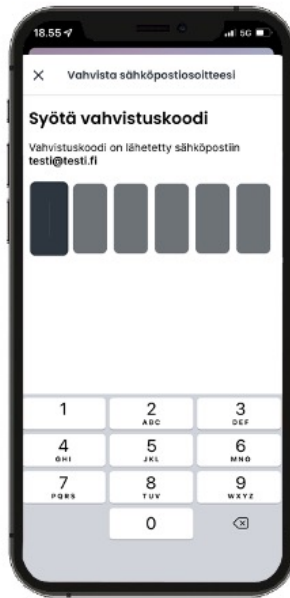 18.55
5G
Vahvista sähköpostiosoitteesi
Syötä vahvistuskoodi
Vahvistuskoodi on lähetetty sähköpostiin
testi@testi.fi
1
2
ABC
3
DEF
4
GHI
5
JKL
6
MNO
7
PQRS
8
TUV
9
WXYZ
0